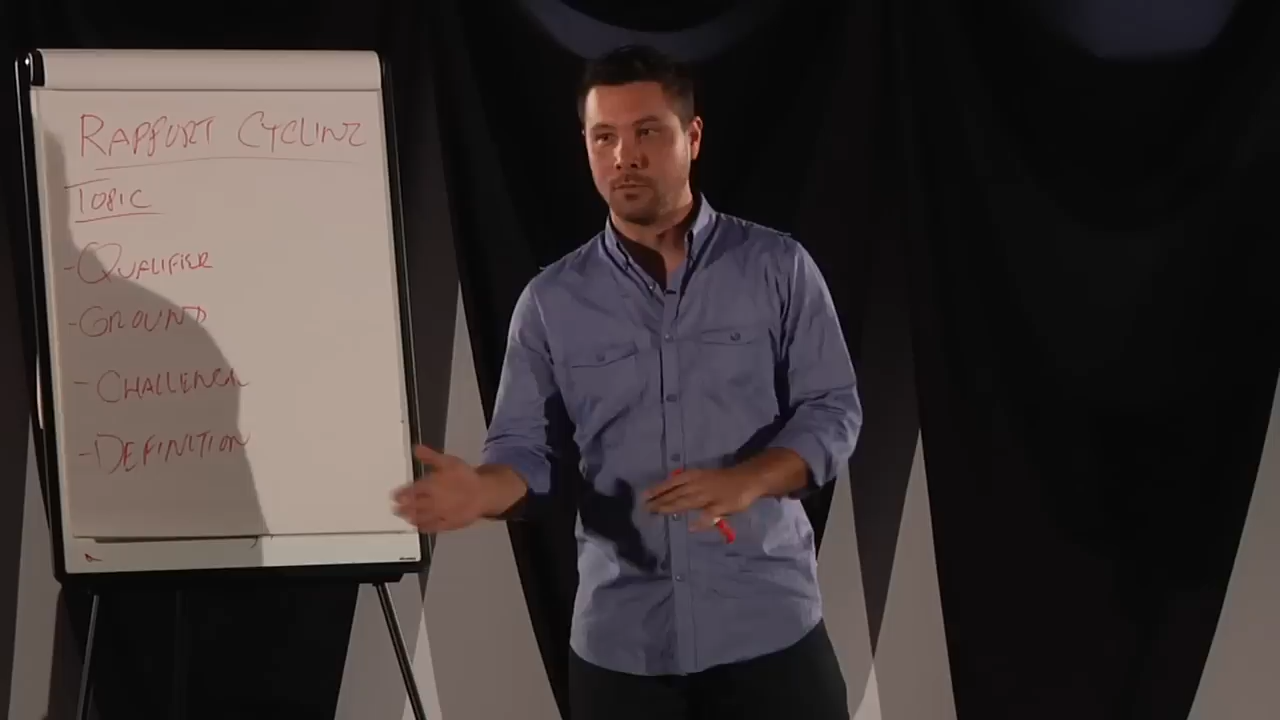 RAPPORT CYCLING
TOPIC
- QUALIFIER
- GROUND
- CHALLENGE
- DEFINITION